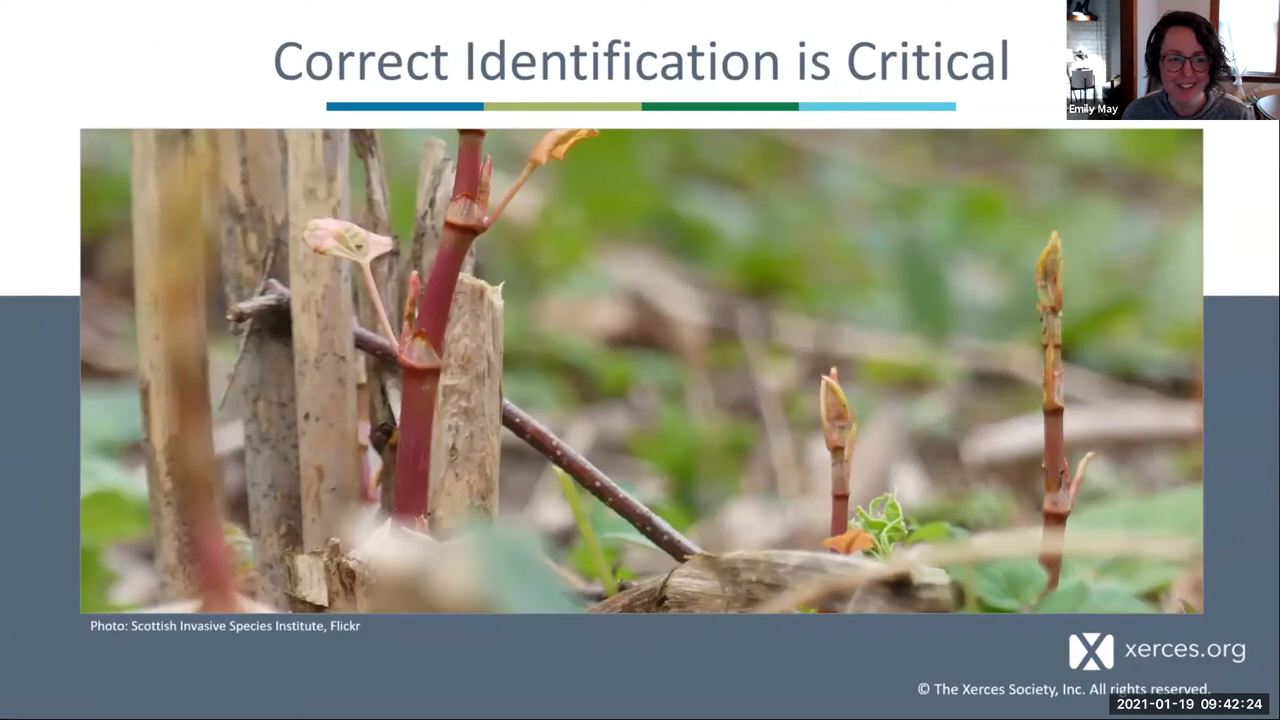 Correct Identification is Critical
Emily May
Photo: Scottish Invasive Species Institute, Flickr
xerces.org
© The Xerces Society, Inc. All rights reserved.
2021-01-19 09:42:24